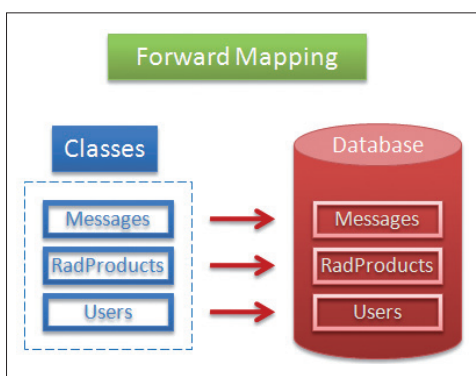 Forward Mapping
Classes
Database
Messages
Messages
RadProducts
RadProducts
Users
Users